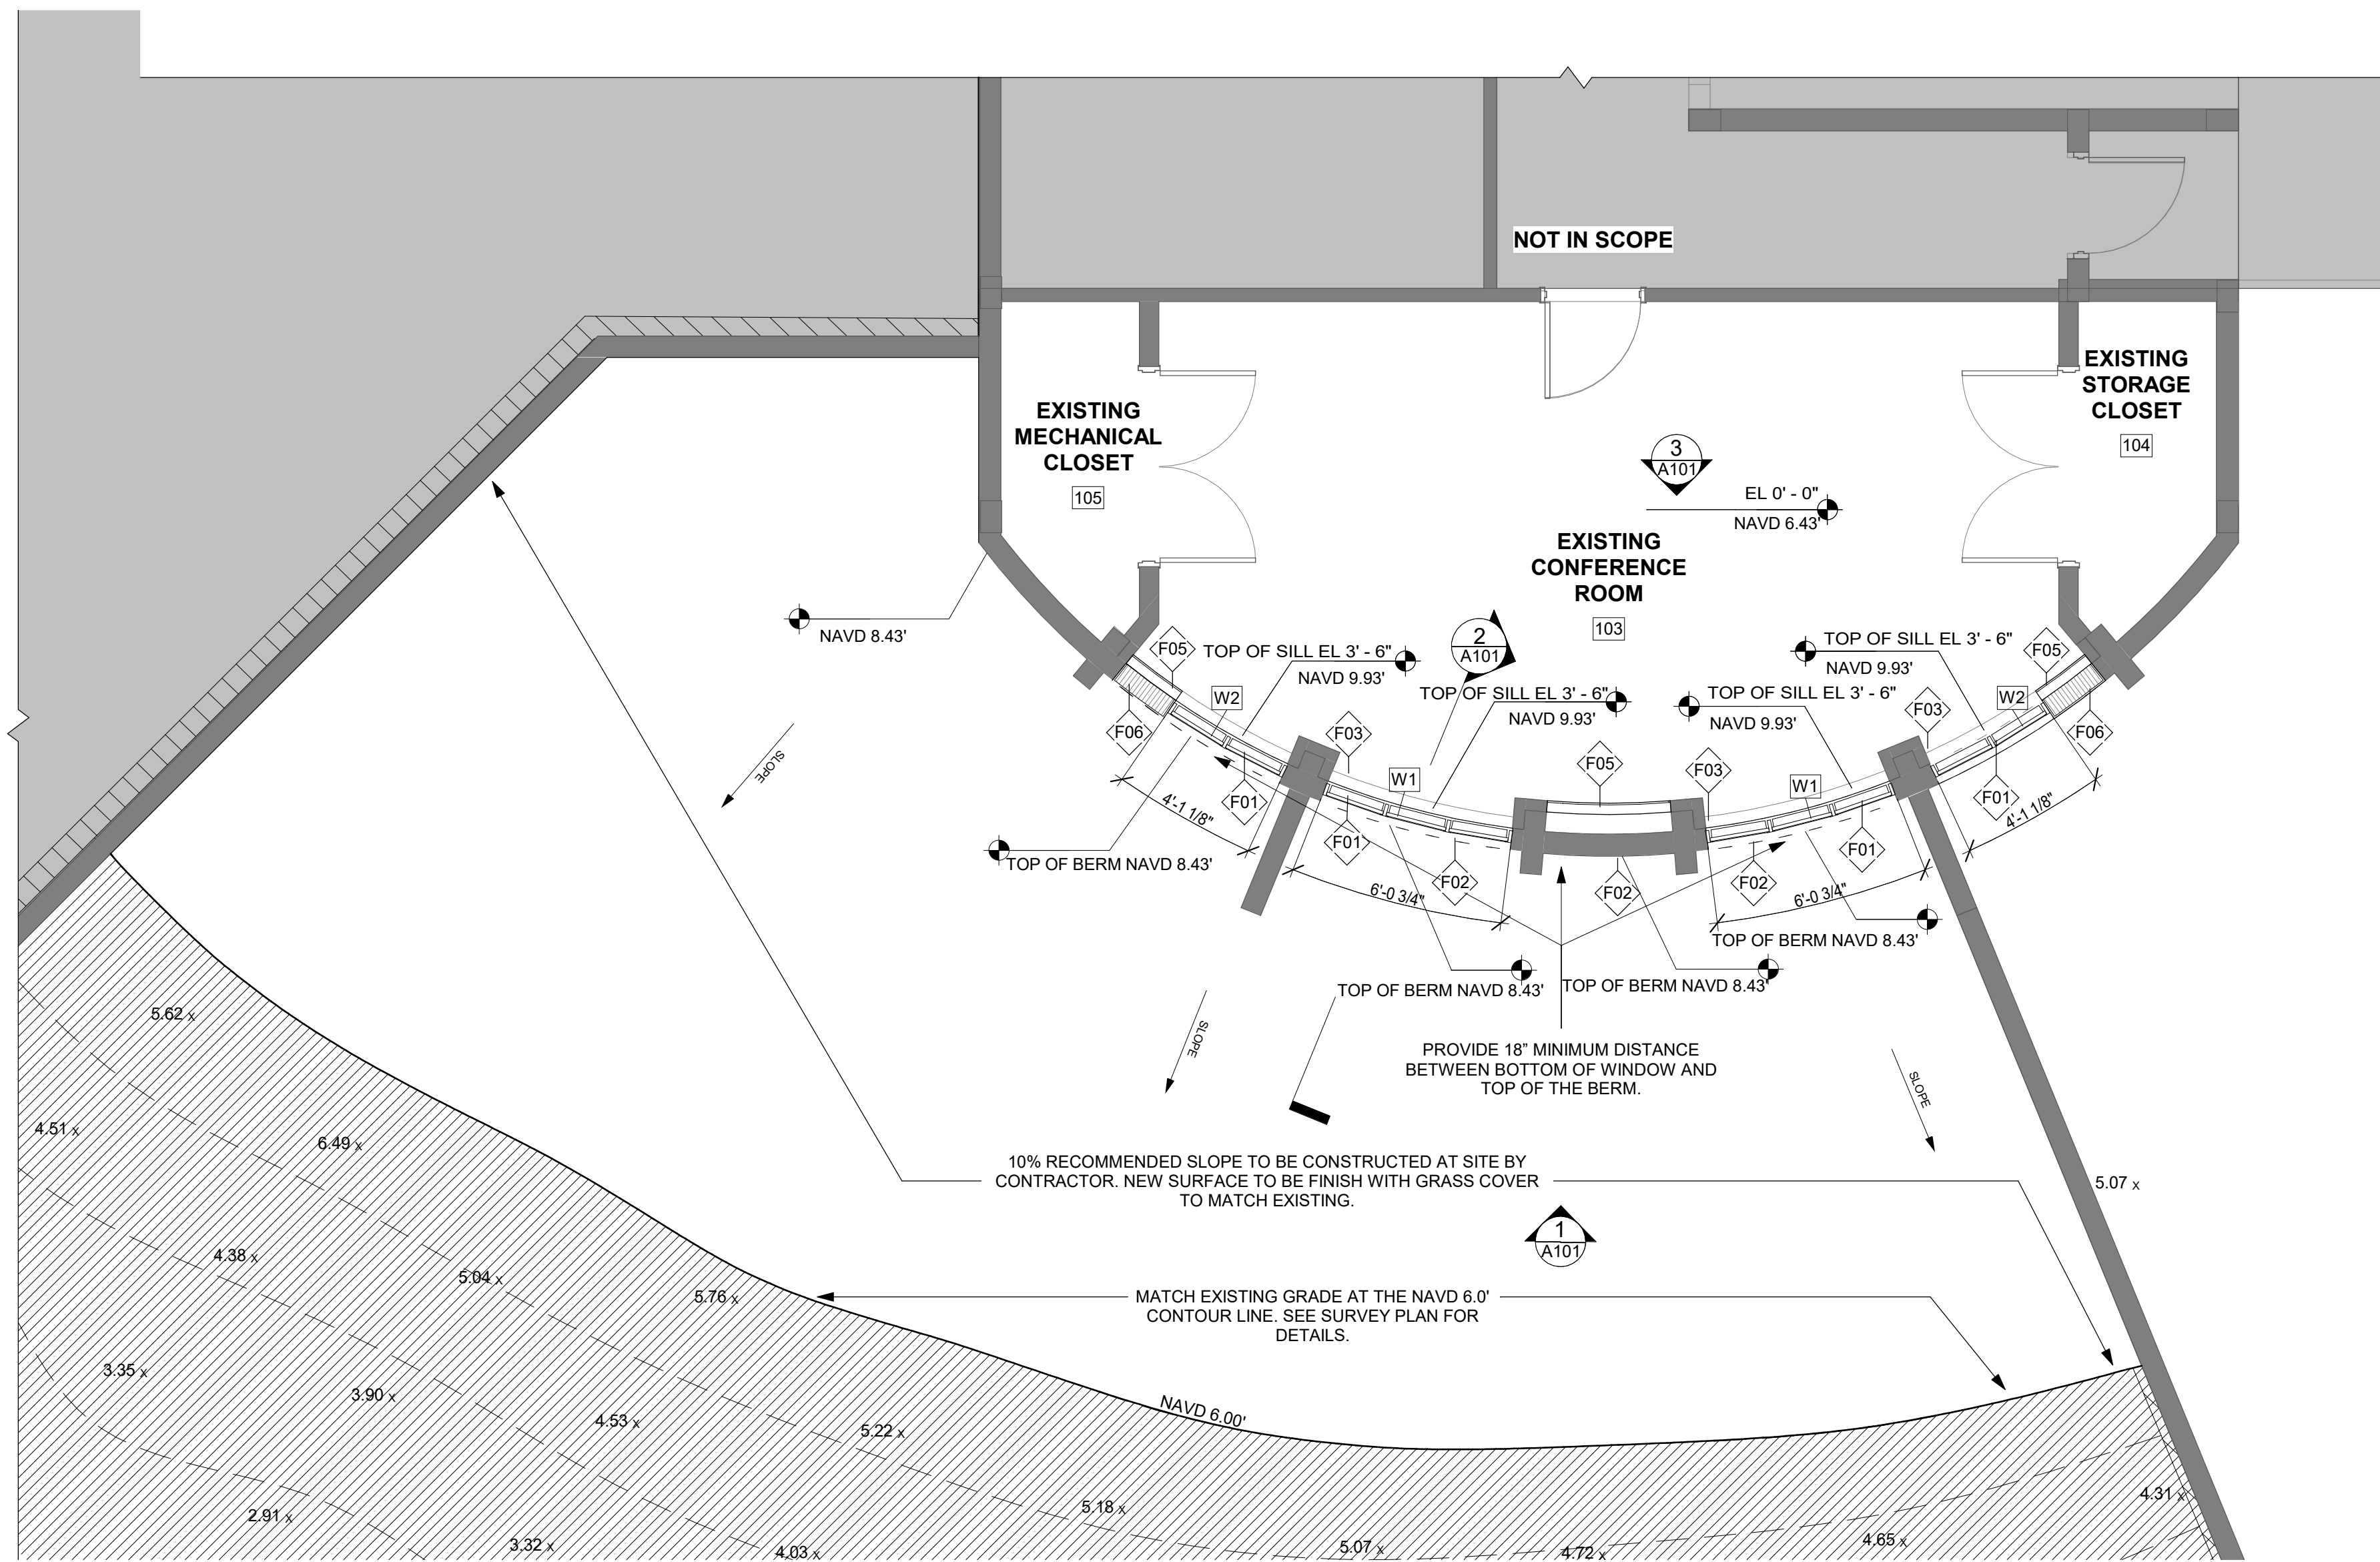 NOT IN SCOPE
EXISTING
MECHANICAL
CLOSET
105
EXISTING
STORAGE
CLOSET
104
3
A101
EL 0' - 0"
NAVD 6.43'
EXISTING
CONFERENCE
ROOM
103
2
A101
NAVD 8.43'
F05
TOP OF SILL EL 3' - 6"
NAVD 9.93'
W2
TOP OF SILL EL 3' - 6"
NAVD 9.93'
TOP OF SILL EL 3' - 6"
NAVD 9.93'
TOP OF SILL EL 3' - 6"
NAVD 9.93'
F05
W2
F03
F06
F06
F03
F05
F03
W1
W1
F01
F01
F01
F01
F02
F02
F02
4'-1 1/8"
6'-0 3/4"
6'-0 3/4"
4'-1 1/8"
SLOPE
TOP OF BERM NAVD 8.43'
TOP OF BERM NAVD 8.43'
TOP OF BERM NAVD 8.43'
TOP OF BERM NAVD 8.43'
SLOPE
PROVIDE 18” MINIMUM DISTANCE
BETWEEN BOTTOM OF WINDOW AND
TOP OF THE BERM.
SLOPE
10% RECOMMENDED SLOPE TO BE CONSTRUCTED AT SITE BY
CONTRACTOR. NEW SURFACE TO BE FINISH WITH GRASS COVER
TO MATCH EXISTING.
1
A101
MATCH EXISTING GRADE AT THE NAVD 6.0'
CONTOUR LINE. SEE SURVEY PLAN FOR
DETAILS.
NAVD 6.00'
5.62 x
4.51 x
6.49 x
5.07 x
4.38 x
5.04 x
5.76 x
3.35 x
3.90 x
4.53 x
5.22 x
2.91 x
3.32 x
4.03 x
5.18 x
5.07 x
4.72 x
4.65 x
4.31 x